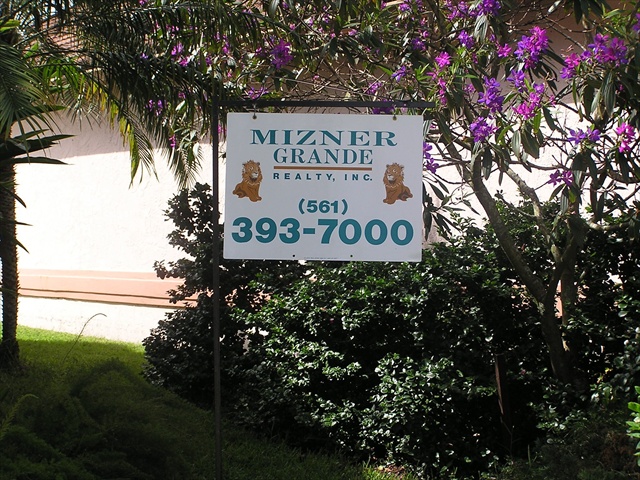 MIZNER
GRANDE
REALTY, INC.
(561)
393-7000